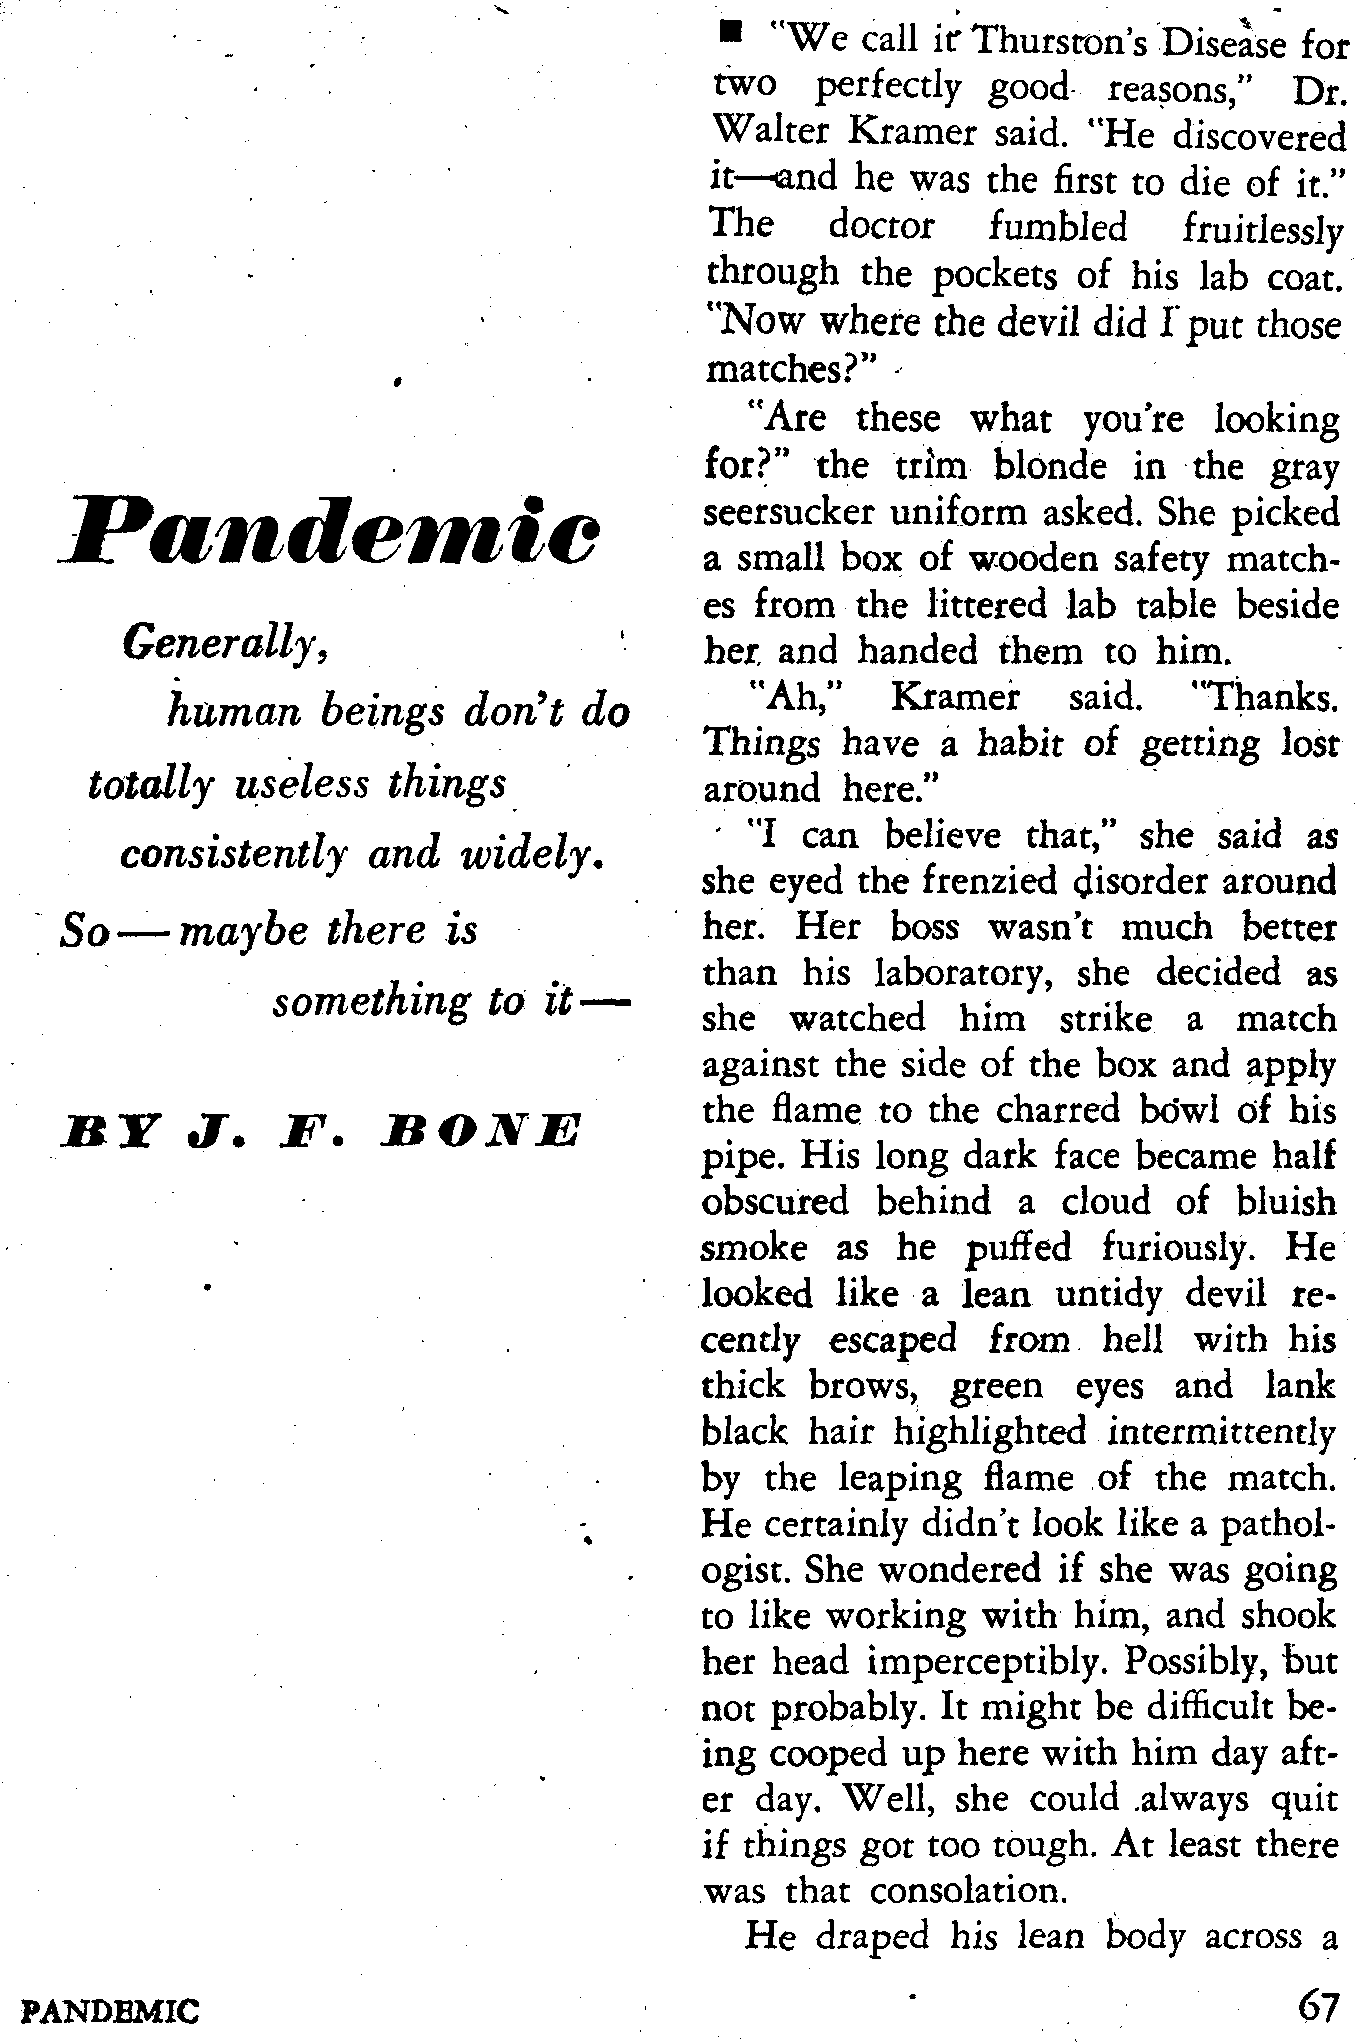 Pandemic
Generally,
human beings don't do
totally useless things
consistently and widely.
So—maybe there is
something to it—
BY J. F. BONE
■ "We call it Thurston's Disease for
two perfectly good reasons," Dr.
Walter Kramer said. "He discovered
it—and he was the first to die of it."
The doctor fumbled fruitlessly
through the pockets of his lab coat.
"Now where the devil did I put those
matches?"
"Are these what you're looking
for?" the trim blonde in the gray
seersucker uniform asked. She picked
a small box of wooden safety match-
es from the littered lab table beside
her and handed them to him.
"Ah," Kramer said. "Thanks.
Things have a habit of getting lost
around here."
"I can believe that," she said as
she eyed the frenzied disorder around
her. Her boss wasn't much better
than his laboratory, she decided as
she watched him strike a match
against the side of the box and apply
the flame to the charred bowl of his
pipe. His long dark face became half
obscured behind a cloud of bluish
smoke as he puffed furiously. He
looked like a lean untidy devil re-
cently escaped from hell with his
thick brows, green eyes and lank
black hair highlighted intermittently
by the leaping flame of the match.
He certainly didn't look like a pathol-
ogist. She wondered if she was going
to like working with him, and shook
her head imperceptibly. Possibly, but
not probably. It might be difficult be-
ing cooped up here with him day aft-
er day. Well, she could always quit
if things got too tough. At least there
was that consolation.
He draped his lean body across a
PANDEMIC
67